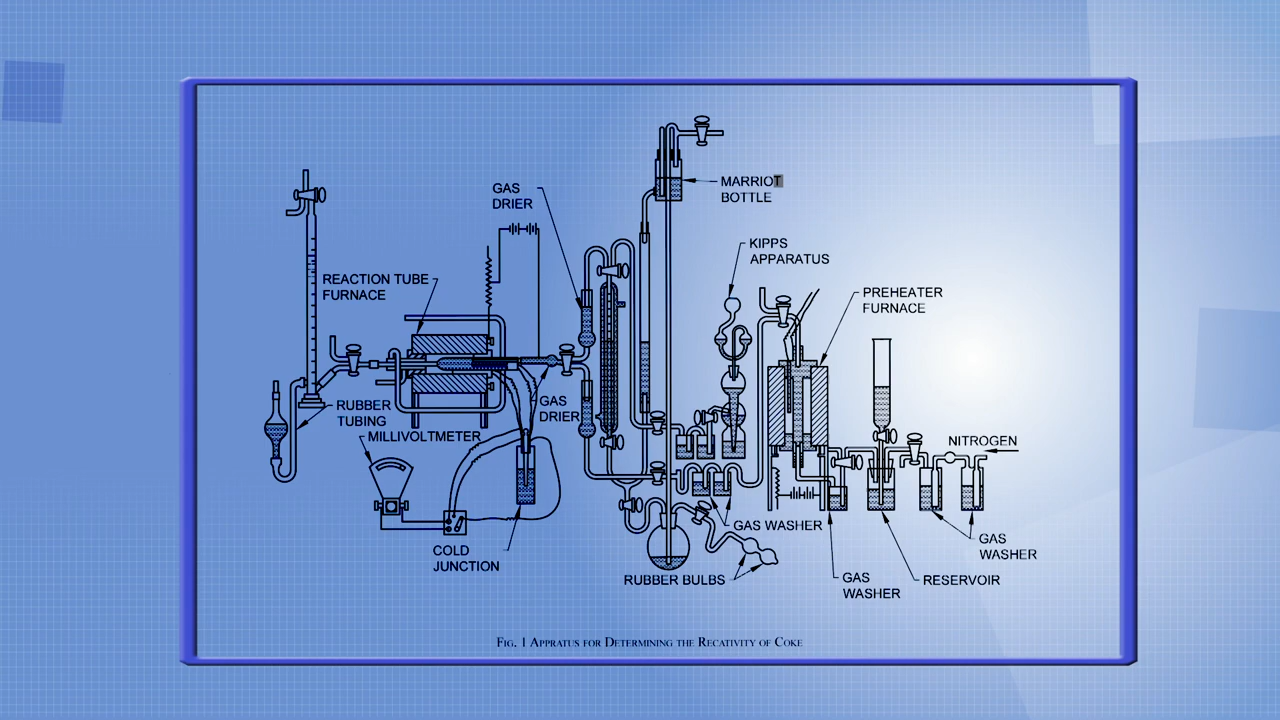 MARRIOT
BOTTLE
GAS
DRIER
KIPPS
APPARATUS
REACTION TUBE
FURNACE
PREHEATER
FURNACE
RUBBER
TUBING
GAS
DRIER
MILLIVOLTMETER
NITROGEN
GAS WASHER
GAS
WASHER
COLD
JUNCTION
RUBBER BULBS
GAS
WASHER
RESERVOIR
Fig. 1 Appratus for Determining the Recativity of Coke